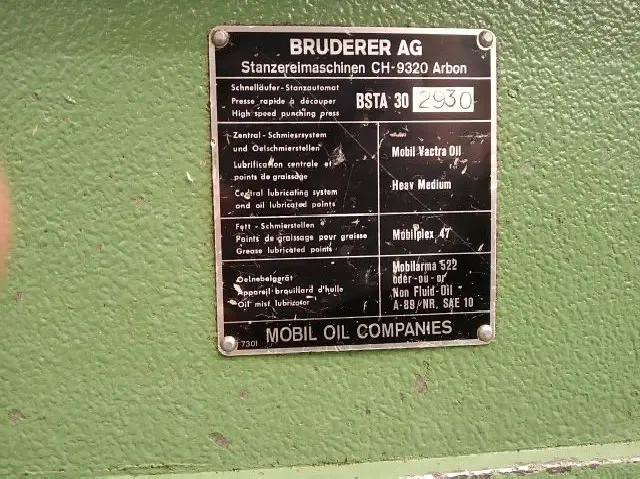 BRUDERER AG
Stanzereimaschinen CH-9320 Arbon
Schnelläufer-Stanzautomat
Presse rapide à découper
High speed punching press
BSTA 30 2930
Zentral-Schmiersystem
und Oelschmierstellen
Lubrification centrale et
points de graissage
Central lubricating system
and oil lubricated points
Mobil Vactra Oil
Heav Medium
Fett-Schmierstellen
Points de graissage pour graisse
Grease lubricated points
Mobilplex 47
Oelnebelgerät
Appareil brouillard d'huile
Oil mist lubricator
Mobilarma 522
oder-ou-or
Non Fluid-Oil
A-89/NR, SAE 10
7301
MOBIL OIL COMPANIES